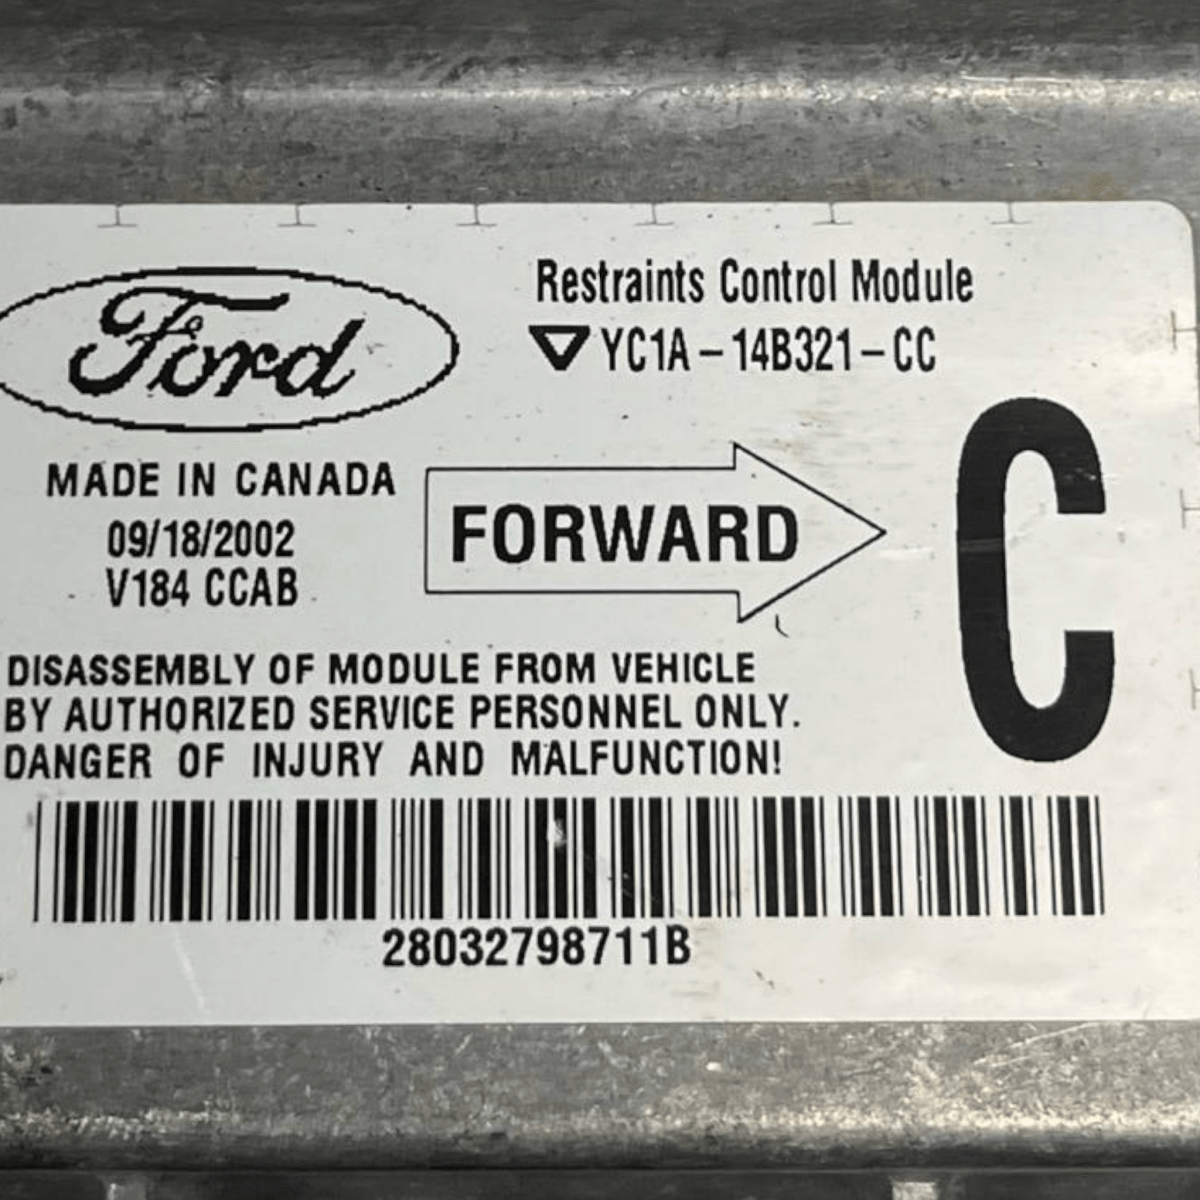 Ford
Restraints Control Module
YC1A-14B321-CC
MADE IN CANADA
09/18/2002
V184 CCAB
FORWARD
C
DISASSEMBLY OF MODULE FROM VEHICLE
BY AUTHORIZED SERVICE PERSONNEL ONLY.
DANGER OF INJURY AND MALFUNCTION!
28032798711B